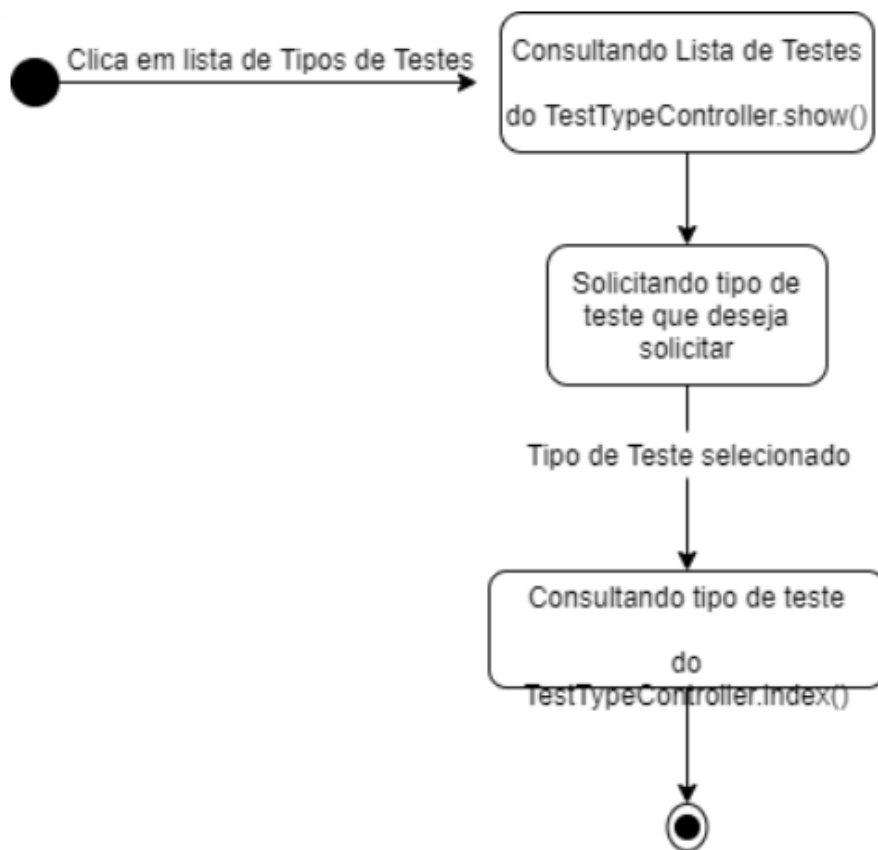 Clica em lista de Tipos de Testes
Consultando Lista de Testes
do TestTypeController.show()
Solicitando tipo de
teste que deseja
solicitar
Tipo de Teste selecionado
Consultando tipo de teste
do
TestTypeController.index()